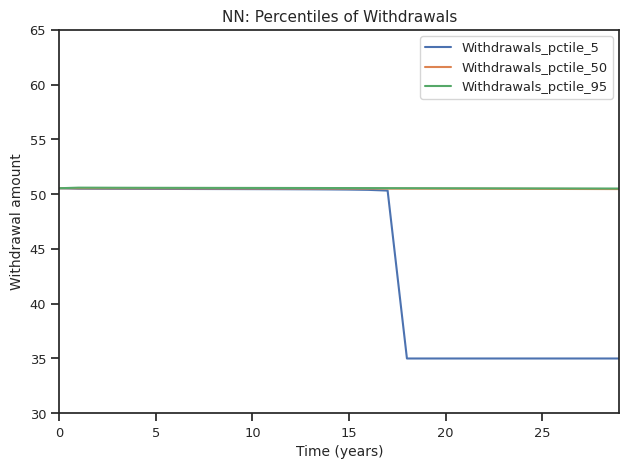 NN: Percentiles of Withdrawals
Withdrawals_pctile_5
Withdrawals_pctile_50
Withdrawals_pctile_95
Withdrawal amount
65
60
55
50
45
40
35
30
0 5 10 15 20 25
Time (years)